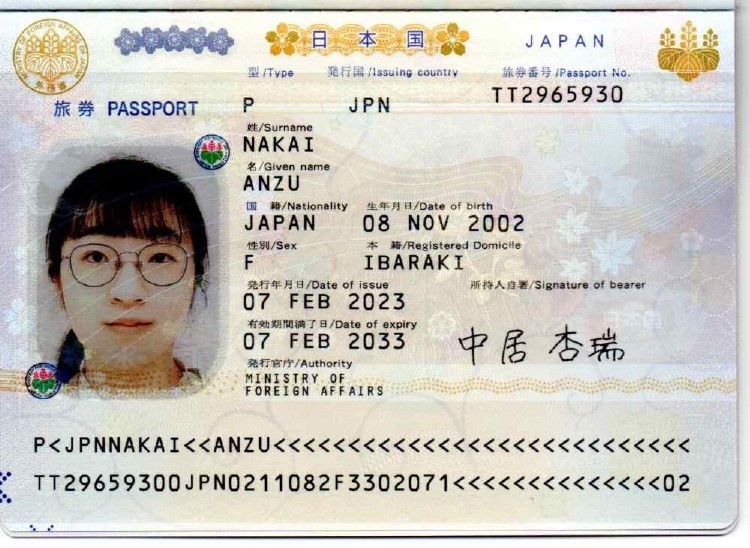 日本国 JAPAN
型/Type 発行国/Issuing country 旅券番号/Passport No.
旅券 PASSPORT P JPN TT2965930
姓/Surname
NAKAI
名/Given name
ANZU
国 籍/Nationality 生年月日/Date of birth
JAPAN 08 NOV 2002
性別/Sex 本 籍/Registered Domicile
F IBARAKI
発行年月日/Date of issue 所持人自署/Signature of bearer
07 FEB 2023
有効期間満了日/Date of expiry
07 FEB 2033 中居 杏瑞
発行官庁/Authority
MINISTRY OF
FOREIGN AFFAIRS
P<JPNNAKAI<<ANZU<<<<<<<<<<<<<<<<<<<<<<<<<<<<
TT29659300JPN0211082F3302071<<<<<<<<<<<<<<02